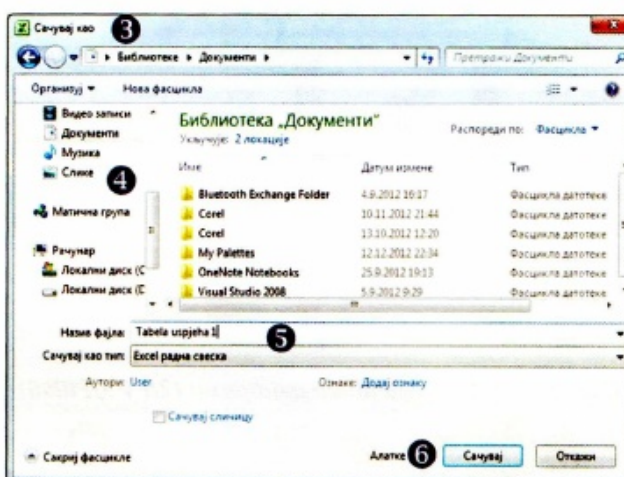 Сачувај као 3
Библиотеке Документи Претражи Документи
Организуј Нова фасцикла
Видео записи
Документи
Музика
Слике
4
Матична група
Рачунар
Локални диск (C
Локални диск (D
Библиотека „Документи“
Укључује: 2 локације
Распореди по: Фасцикла
Име Датум измене Тип
Bluetooth Exchange Folder 4.9.2012 16:17 Фасцикла датотеке
Corel 10.11.2012 21:44 Фасцикла датотеке
Corel 13.10.2012 12:20 Фасцикла датотеке
My Palettes 12.12.2012 22:34 Фасцикла датотеке
OneNote Notebooks 25.9.2012 19:13 Фасцикла датотеке
Visual Studio 2008 5.9.2012 9:29 Фасцикла датотеке
Назив фајла: Tabela uspjeha 1 5
Сачувај као тип: Excel радна свеска
Аутори: User Ознаке: Додај ознаку
Сачувај сличицу
Сакриј фасцикле Алатке 6 Сачувај Откажи